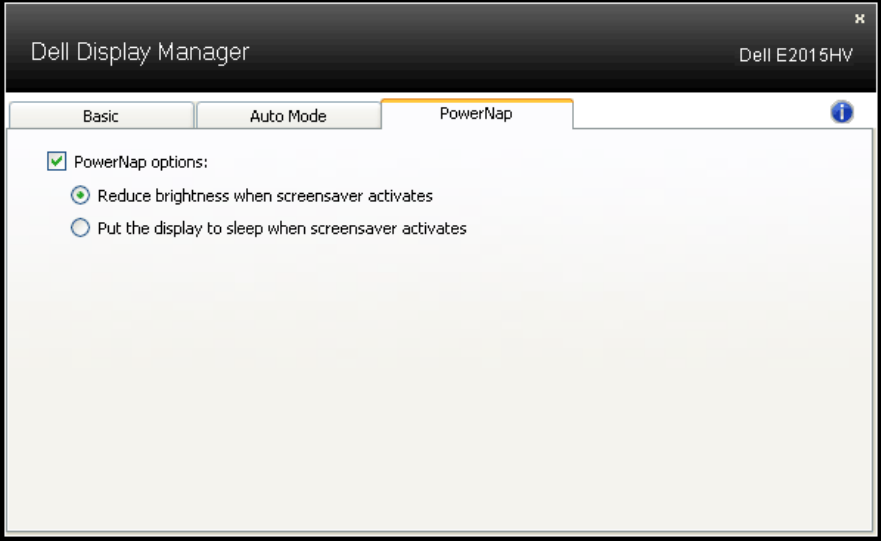 Dell Display Manager
Dell E2015HV
Basic
Auto Mode
PowerNap
PowerNap options:
Reduce brightness when screensaver activates
Put the display to sleep when screensaver activates